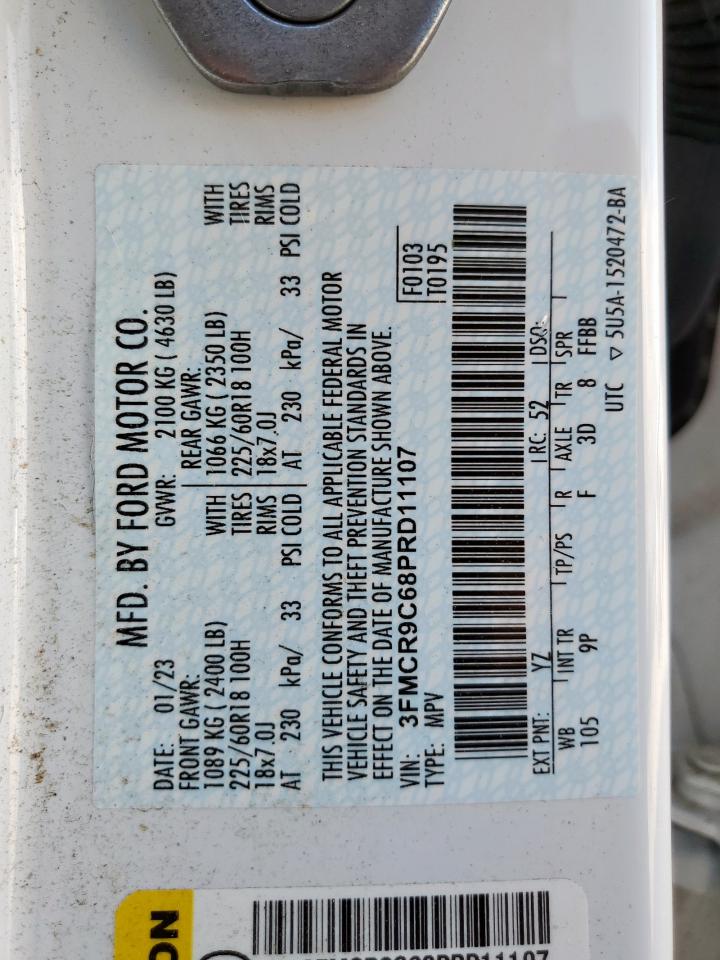 MFD. BY FORD MOTOR CO.
DATE: 01/23 GVWR: 2100 KG ( 4630 LB)
FRONT GAWR: REAR GAWR:
1089 KG ( 2400 LB) WITH 1066 KG ( 2350 LB) WITH
225/60R18 100H TIRES 225/60R18 100H TIRES
18x7.0J RIMS 18x7.0J RIMS
AT 230 kPa/ 33 PSI COLD AT 230 kPa/ 33 PSI COLD
THIS VEHICLE CONFORMS TO ALL APPLICABLE FEDERAL MOTOR
VEHICLE SAFETY AND THEFT PREVENTION STANDARDS IN
EFFECT ON THE DATE OF MANUFACTURE SHOWN ABOVE.
VIN: 3FMCR9C68PRD11107 F0103
TYPE: MPV T0195
EXT PNT: YZ RC: 52 DSO:
WB INT TR TP/PS R AXLE TR SPR
105 9P F 3D 8 FFBB
UTC ▽ 5U5A-1520472-BA